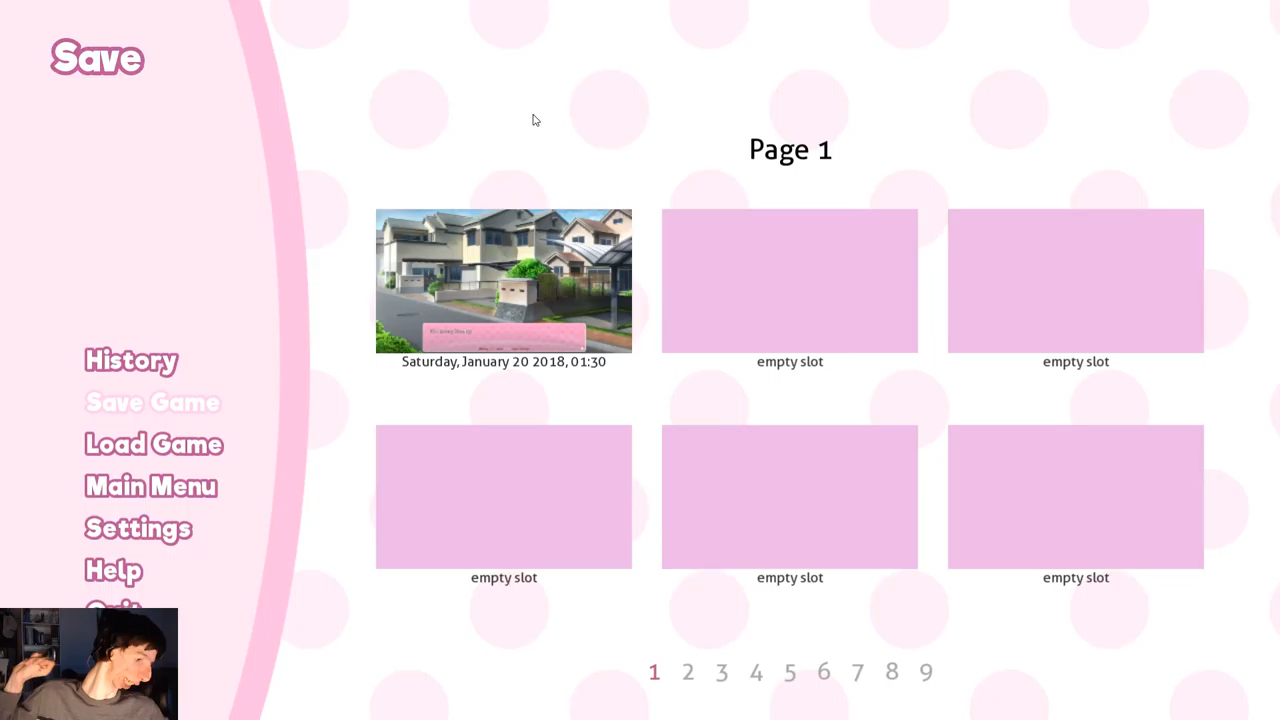 Save
Page 1
Saturday, January 20 2018, 01:30
empty slot
empty slot
History
Save Game
Load Game
Main Menu
Settings
Help
Quit
empty slot
empty slot
empty slot
1 2 3 4 5 6 7 8 9